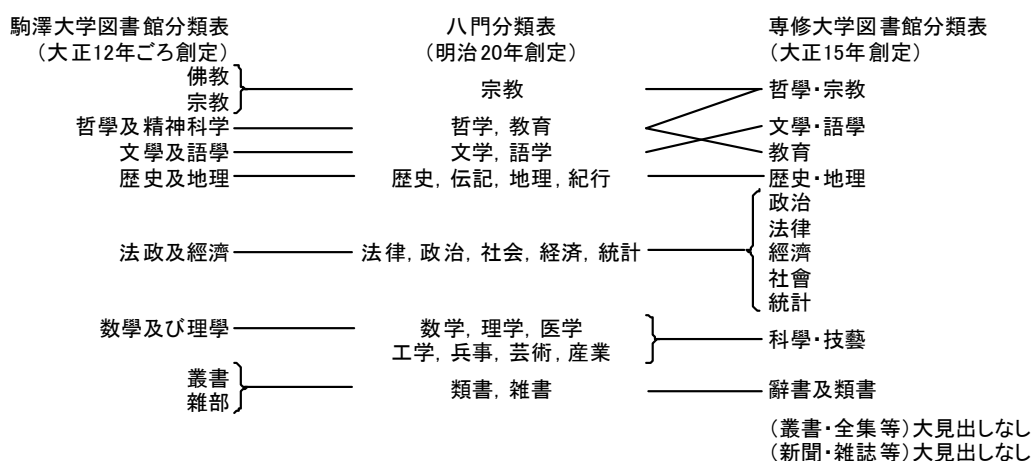 駒澤大学図書館分類表
(大正12年ごろ創定)
佛教
宗教
哲學及精神科学
文學及語學
歴史及地理
法政及經濟
数學及び理學
叢書
雑部
八門分類表
(明治20年創定)
宗教
哲学, 教育
文学, 語学
歴史, 伝記, 地理, 紀行
法律, 政治, 社会, 経済, 統計
数学, 理学, 医学
工学, 兵事, 芸術, 産業
類書, 雑書
専修大学図書館分類表
(大正15年創定)
哲學・宗教
文學・語學
教育
歴史・地理
政治
法律
經濟
社會
統計
科學・技藝
辭書及類書
(叢書・全集等)大見出しなし
(新聞・雑誌等)大見出しなし